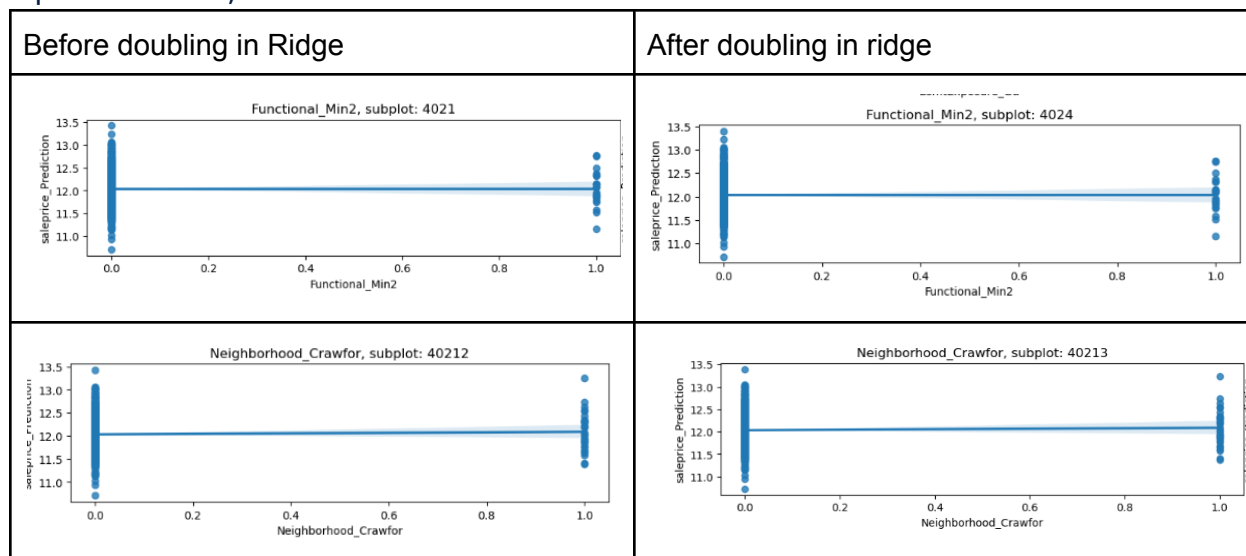 Before doubling in Ridge
After doubling in ridge
Functional_Min2, subplot: 4021
13.5
13.0
12.5
12.0
11.5
11.0
saleprice_Prediction
0.0 0.2 0.4 0.6 0.8 1.0
Functional_Min2
Functional_Min2, subplot: 4024
13.5
13.0
12.5
12.0
11.5
11.0
saleprice_Prediction
0.0 0.2 0.4 0.6 0.8 1.0
Functional_Min2
Neighborhood_Crawfor, subplot: 40212
13.5
13.0
12.5
12.0
11.5
11.0
saleprice_Prediction
0.0 0.2 0.4 0.6 0.8 1.0
Neighborhood_Crawfor
Neighborhood_Crawfor, subplot: 40213
13.5
13.0
12.5
12.0
11.5
11.0
saleprice_Prediction
0.0 0.2 0.4 0.6 0.8 1.0
Neighborhood_Crawfor